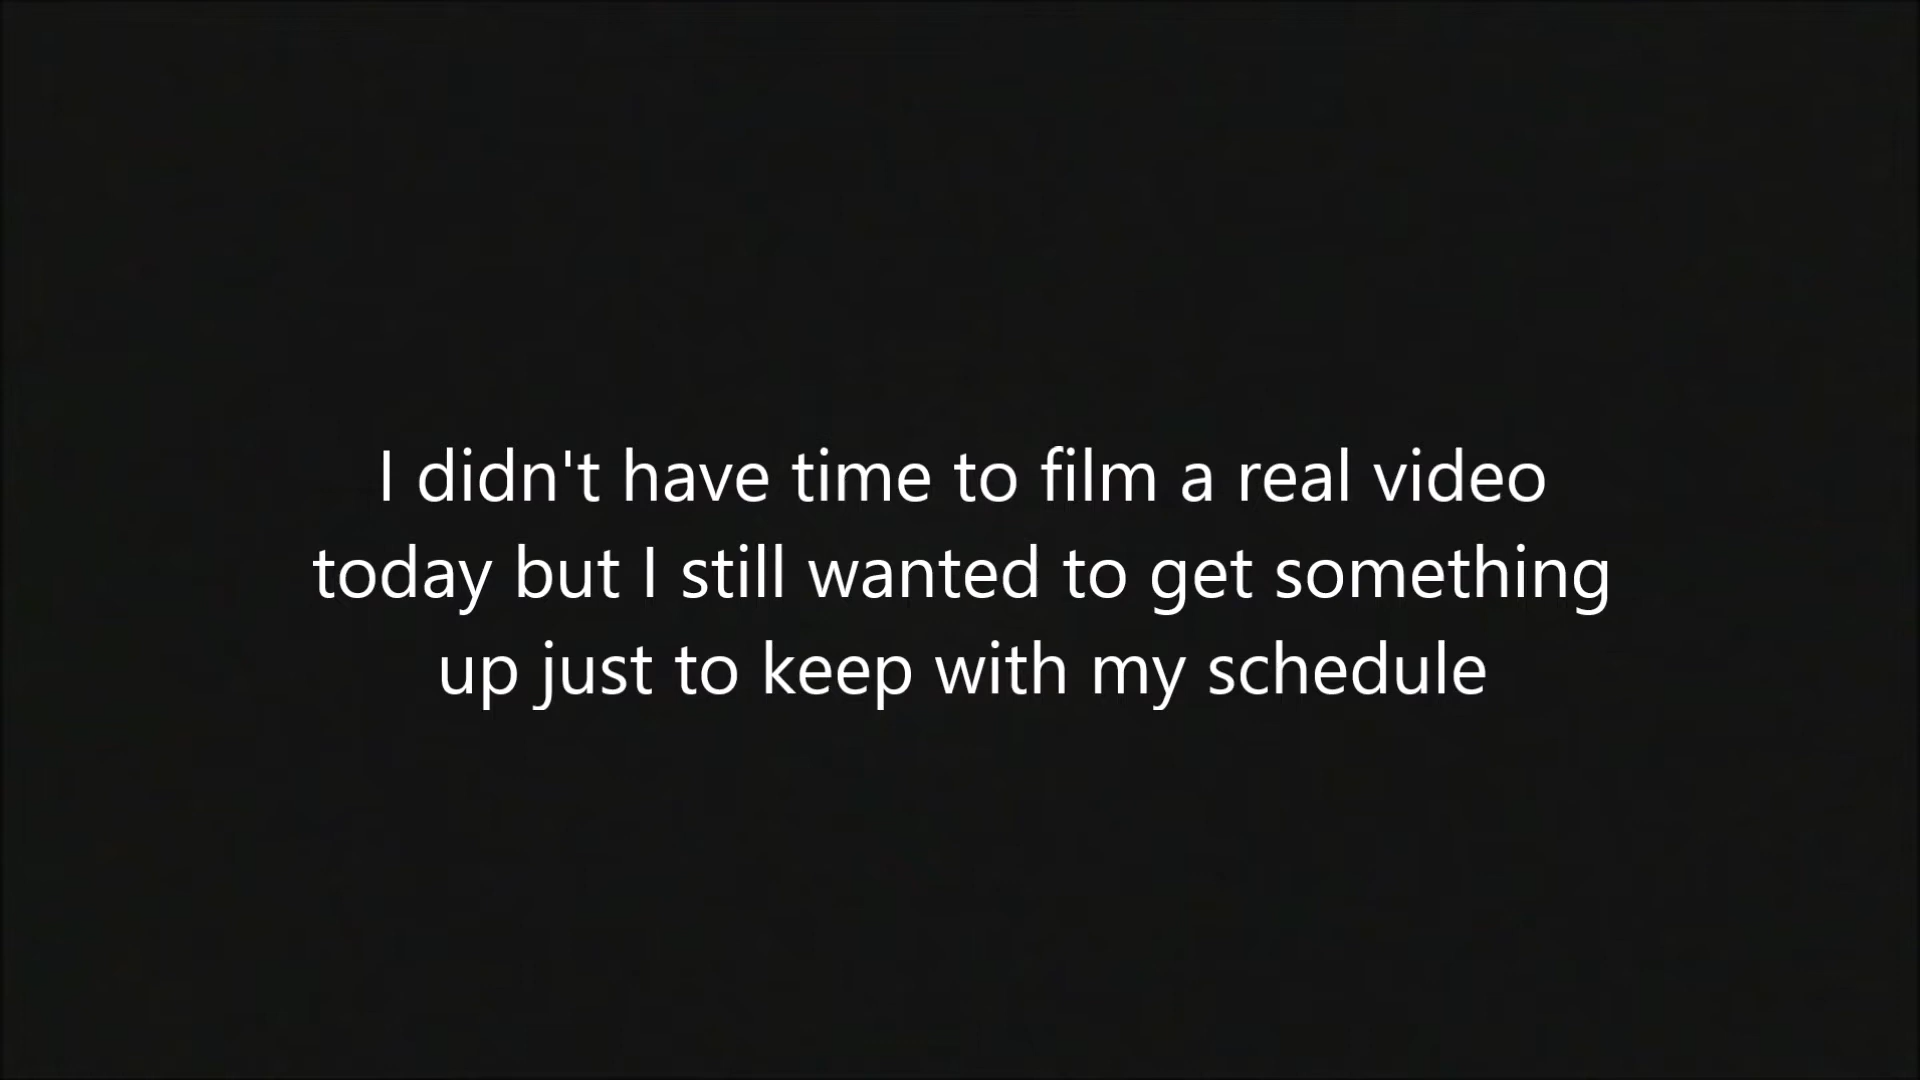 I didn't have time to film a real video
today but I still wanted to get something
up just to keep with my schedule